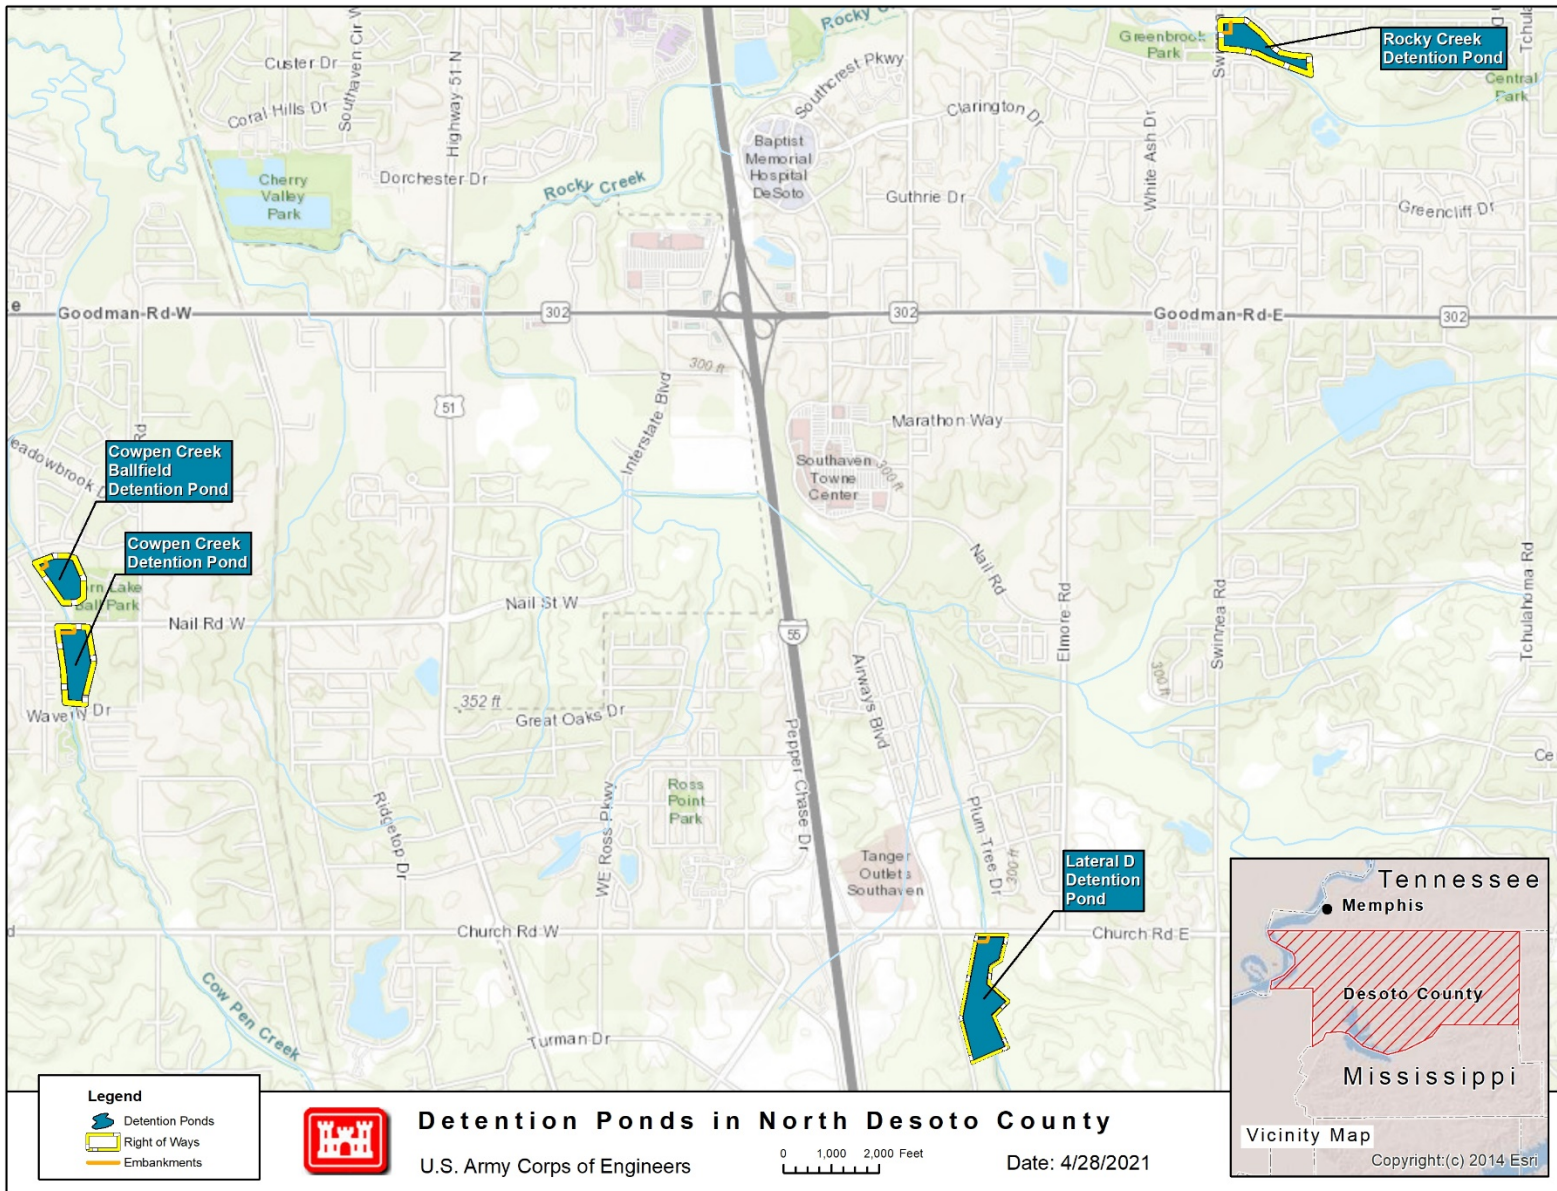 Custer Dr
Coral Hills Dr
Southaven Cir W
Highway 51 N
Dorchester Dr
Cherry
Valley
Park
Rocky Creek
Southcrest Pkwy
Baptist
Memorial
Hospital
DeSoto
Clarington Dr
Guthrie Dr
White Ash Dr
Greenbrook
Park
Rocky Creek
Detention Pond
Central
Park
Greencliff Dr
e
Goodman Rd W
302
302
Goodman Rd E
302
300 ft
51
Interstate Blvd
Marathon Way
Southaven
Towne
Center
300 ft
Rd
Cowpen Creek
Ballfield
Detention Pond
Cowpen Creek
Detention Pond
ern Lake
Ball Park
Nail Rd W
Nail St W
Nail Rd
55
Elmore Rd
Swinnea Rd
Tchulahoma Rd
300 ft
Waverly Dr
352 ft
Great Oaks Dr
Airways Blvd
Pepper Chase Dr
Ce
Ross
Point
Park
Ridgetop Dr
WE Ross Pkwy
Plum Tree Dr
300 ft
Tanger
Outlets
Southaven
Lateral D
Detention
Pond
d
Church Rd W
Church Rd E
Cow Pen Creek
Turman Dr
Tennessee
Memphis
Desoto County
Mississippi
Vicinity Map
Copyright:(c) 2014 Esri
Legend
Detention Ponds
Right of Ways
Embankments
Detention Ponds in North Desoto County
U.S. Army Corps of Engineers
0 1,000 2,000 Feet
Date: 4/28/2021